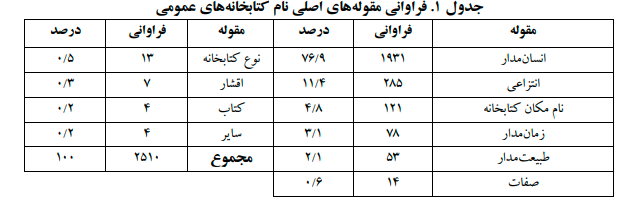 جدول ۱. فراوانی مقوله‌های اصلی نام کتابخانه‌های عمومی
مقوله فراوانی درصد مقوله فراوانی درصد
انسان‌مدار ۱۹۳۱ ۷۶/۹ نوع کتابخانه ۱۳ ۰/۵
انتزاعی ۲۸۵ ۱۱/۴ اقشار ۷ ۰/۳
نام مکان کتابخانه ۱۲۱ ۴/۸ کتاب ۴ ۰/۲
زمان‌مدار ۷۸ ۳/۱ سایر ۴ ۰/۲
طبیعت‌مدار ۵۳ ۲/۱ مجموع ۲۵۱۰ ۱۰۰
صفات ۱۴ ۰/۶